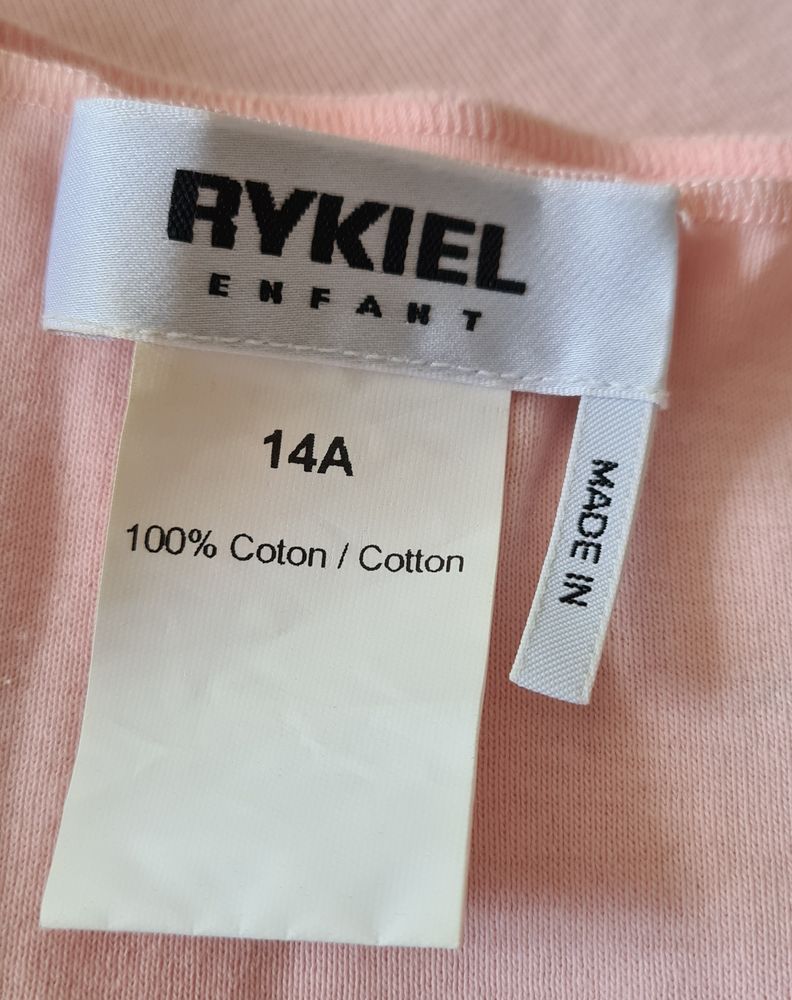 RYKIEL
ENFANT
14A
100% Coton / Cotton
MADE IN